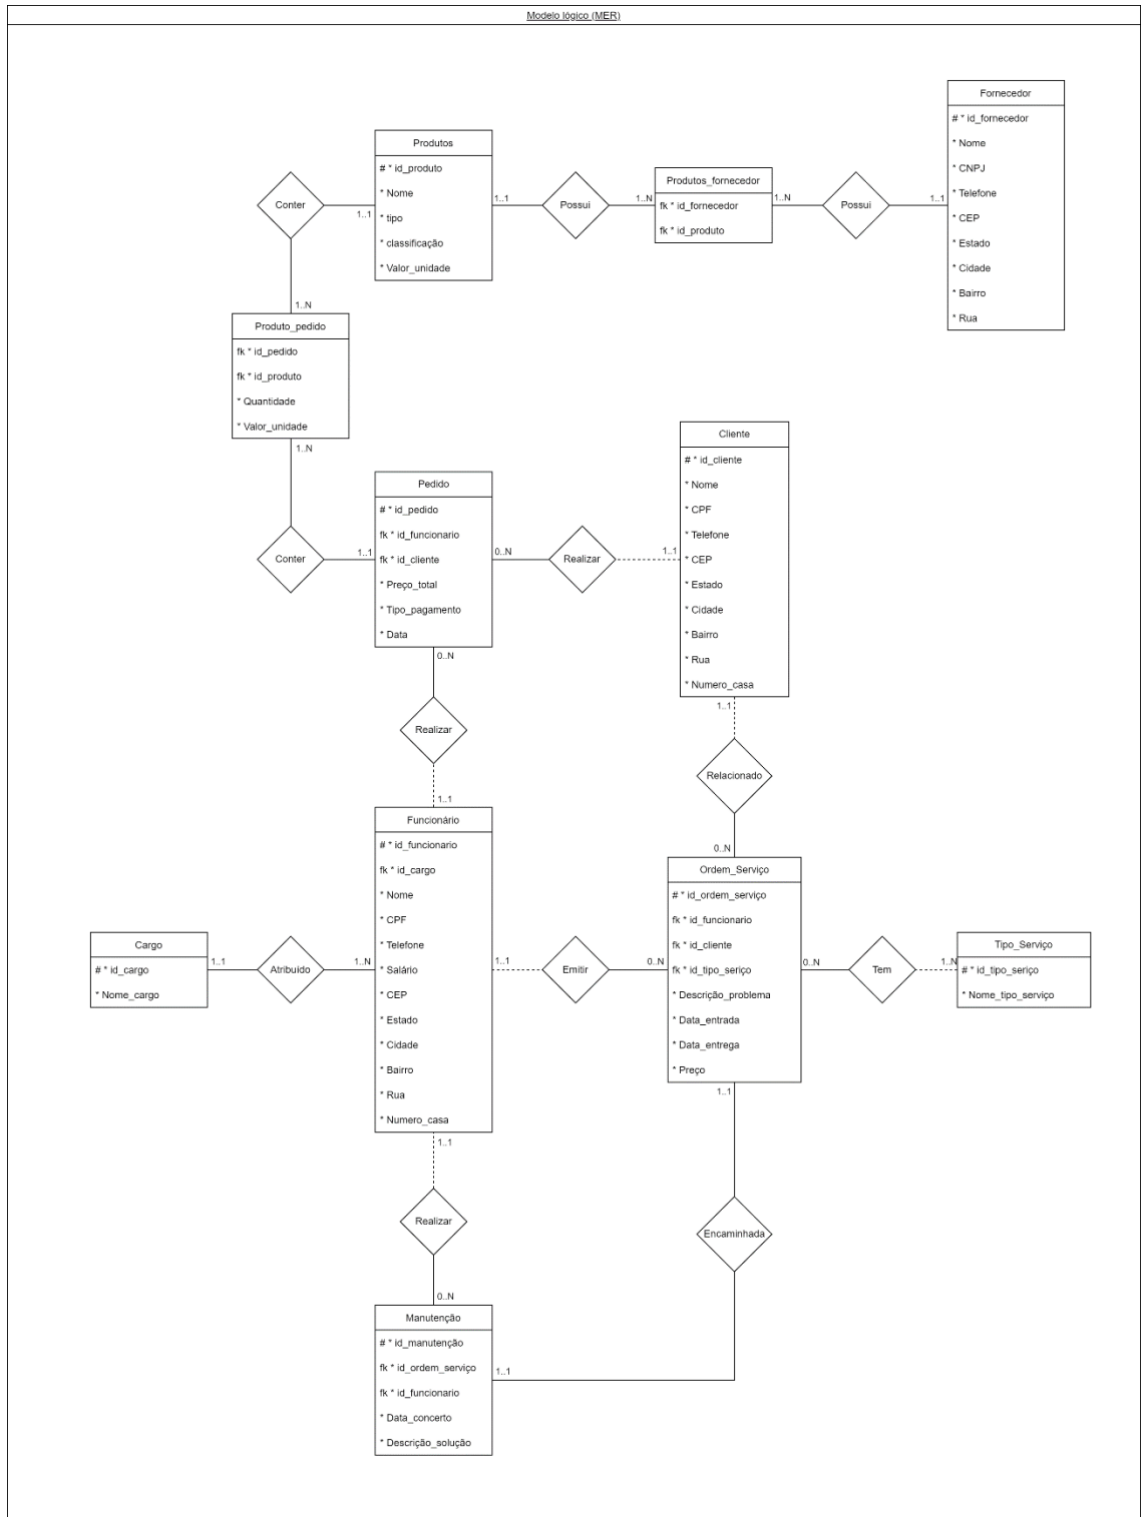 Modelo lógico (MER)
Fornecedor
# * id_fornecedor
* Nome
* CNPJ
* Telefone
* CEP
* Estado
* Cidade
* Bairro
* Rua
Produtos
# * id_produto
* Nome
* tipo
* classificação
* Valor_unidade
Conter
1..1
1..1
Possui
1..N
Produtos_fornecedor
fk * id_fornecedor
fk * id_produto
1..N
Possui
1..1
1..N
Produto_pedido
fk * id_pedido
fk * id_produto
* Quantidade
* Valor_unidade
1..N
Cliente
# * id_cliente
* Nome
* CPF
* Telefone
* CEP
* Estado
* Cidade
* Bairro
* Rua
* Numero_casa
Pedido
# * id_pedido
fk * id_funcionario
fk * id_cliente
* Preço_total
* Tipo_pagamento
* Data
Conter
1..1
0..N
Realizar
1..1
0..N
Realizar
1..1
1..1
Relacionado
0..N
Funcionário
# * id_funcionario
fk * id_cargo
* Nome
* CPF
* Telefone
* Salário
* CEP
* Estado
* Cidade
* Bairro
* Rua
* Numero_casa
Ordem_Serviço
# * id_ordem_serviço
fk * id_funcionario
fk * id_cliente
fk * id_tipo_seriço
* Descrição_problema
* Data_entrada
* Data_entrega
* Preço
Cargo
# * id_cargo
* Nome_cargo
1..1
Atribuído
1..N
1..1
Emitir
0..N
0..N
Tem
1..N
Tipo_Serviço
# * id_tipo_seriço
* Nome_tipo_serviço
1..1
1..1
Realizar
Encaminhada
0..N
Manutenção
# * id_manutenção
fk * id_ordem_serviço
fk * id_funcionario
* Data_concerto
* Descrição_solução
1..1